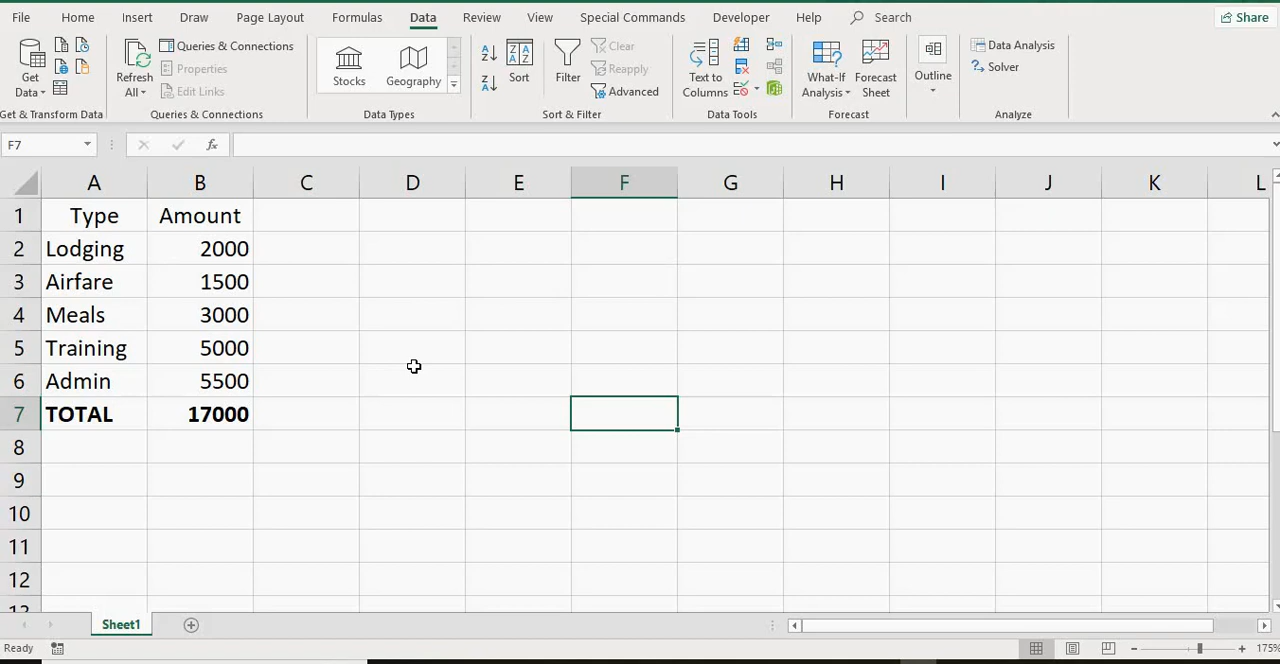 File Home Insert Draw Page Layout Formulas Data Review View Special Commands Developer Help Search Share
Get Data
Refresh All
Queries & Connections
Properties
Edit Links
Stocks Geography
Sort
Filter
Clear
Reapply
Advanced
Text to Columns
What-If Analysis
Forecast Sheet
Outline
Data Analysis
Solver
Get & Transform Data Queries & Connections Data Types Sort & Filter Data Tools Forecast Analyze
F7 fx
A B C D E F G H I J K L
1 Type Amount
2 Lodging 2000
3 Airfare 1500
4 Meals 3000
5 Training 5000
6 Admin 5500
7 TOTAL 17000
8
9
10
11
12
13
Sheet1
Ready 175%